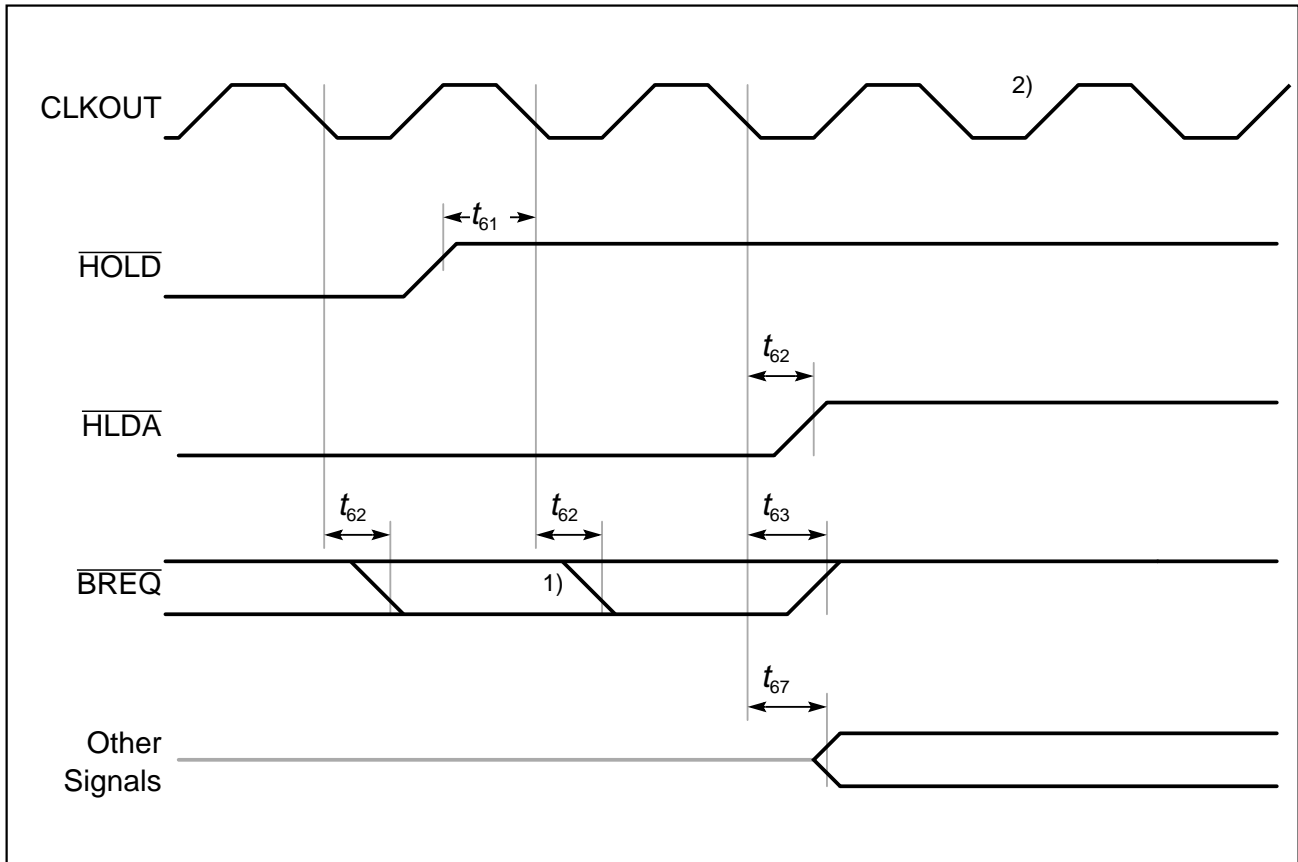 CLKOUT
2)
t61
HOLD
t62
HLDA
t62
t62
t63
BREQ
1)
t67
Other
Signals